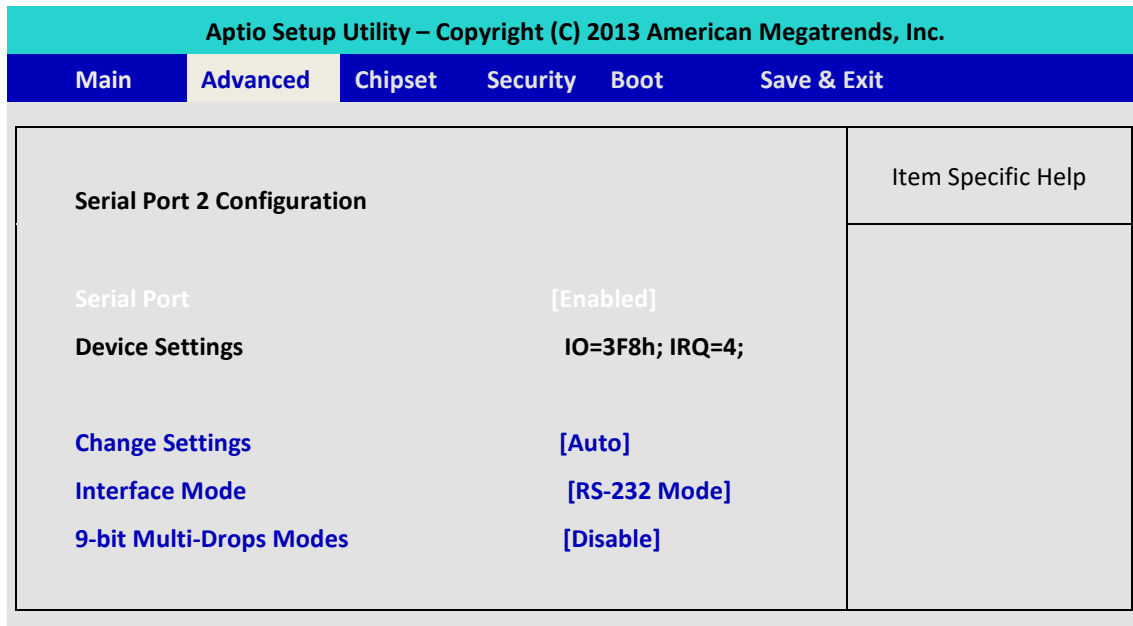 Aptio Setup Utility – Copyright (C) 2013 American Megatrends, Inc.
Main Advanced Chipset Security Boot Save & Exit
Serial Port 2 Configuration
Item Specific Help
Serial Port [Enabled]
Device Settings IO=3F8h; IRQ=4;
Change Settings [Auto]
Interface Mode [RS-232 Mode]
9-bit Multi-Drops Modes [Disable]